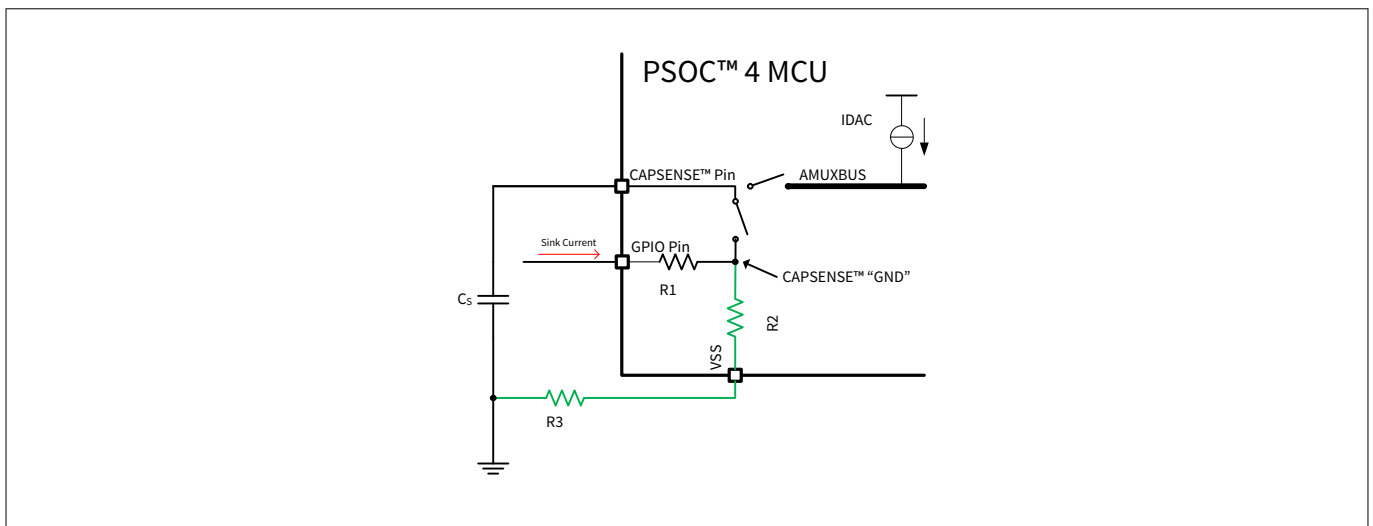 PSOC™ 4 MCU
IDAC
CAPSENSE™ Pin
AMUXBUS
Sink Current
GPIO Pin
R1
CAPSENSE™ “GND”
CS
R2
VSS
R3